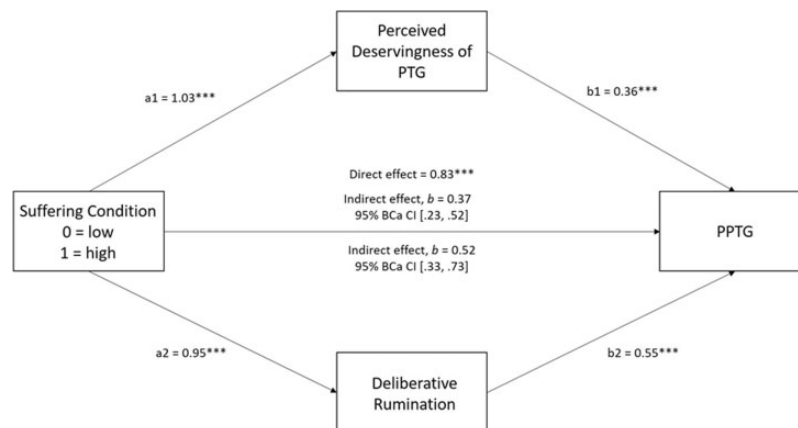 Perceived
Deservingness of
PTG
a1 = 1.03***
b1 = 0.36***
Direct effect = 0.83***
Indirect effect, b = 0.37
95% BCa CI [.23, .52]
Suffering Condition
0 = low
1 = high
PPTG
Indirect effect, b = 0.52
95% BCa CI [.33, .73]
a2 = 0.95***
b2 = 0.55***
Deliberative
Rumination